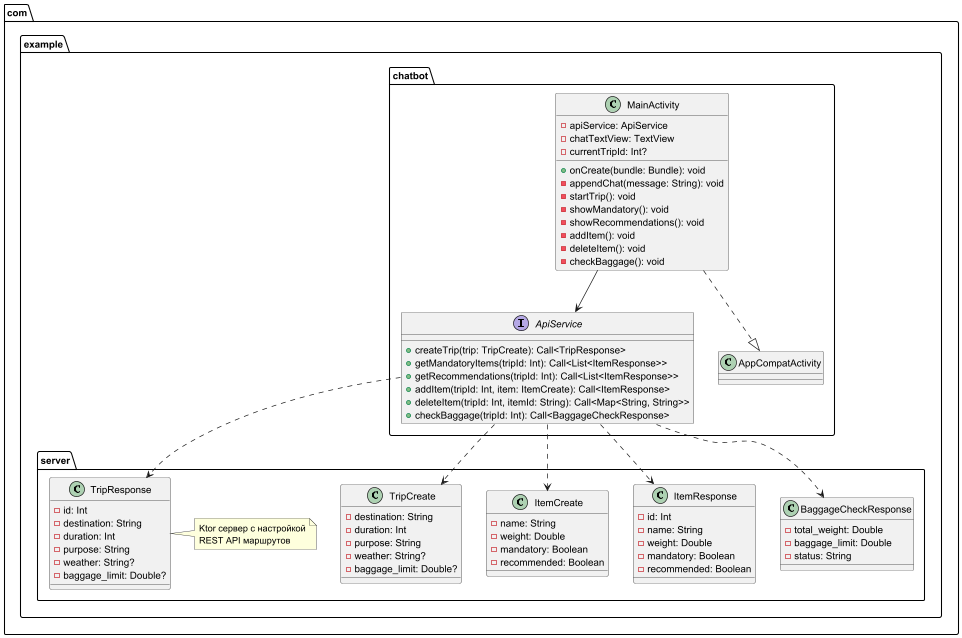 com
example
chatbot
C MainActivity
apiService: ApiService
chatTextView: TextView
currentTripId: Int?
onCreate(bundle: Bundle): void
appendChat(message: String): void
startTrip(): void
showMandatory(): void
showRecommendations(): void
addItem(): void
deleteItem(): void
checkBaggage(): void
I ApiService
createTrip(trip: TripCreate): Call<TripResponse>
getMandatoryItems(tripId: Int): Call<List<ItemResponse>>
getRecommendations(tripId: Int): Call<List<ItemResponse>>
addItem(tripId: Int, item: ItemCreate): Call<ItemResponse>
deleteItem(tripId: Int, itemId: String): Call<Map<String, String>>
checkBaggage(tripId: Int): Call<BaggageCheckResponse>
C AppCompatActivity
server
C TripResponse
id: Int
destination: String
duration: Int
purpose: String
weather: String?
baggage_limit: Double?
Ktor сервер с настройкой
REST API маршрутов
C TripCreate
destination: String
duration: Int
purpose: String
weather: String?
baggage_limit: Double?
C ItemCreate
name: String
weight: Double
mandatory: Boolean
recommended: Boolean
C ItemResponse
id: Int
name: String
weight: Double
mandatory: Boolean
recommended: Boolean
C BaggageCheckResponse
total_weight: Double
baggage_limit: Double
status: String